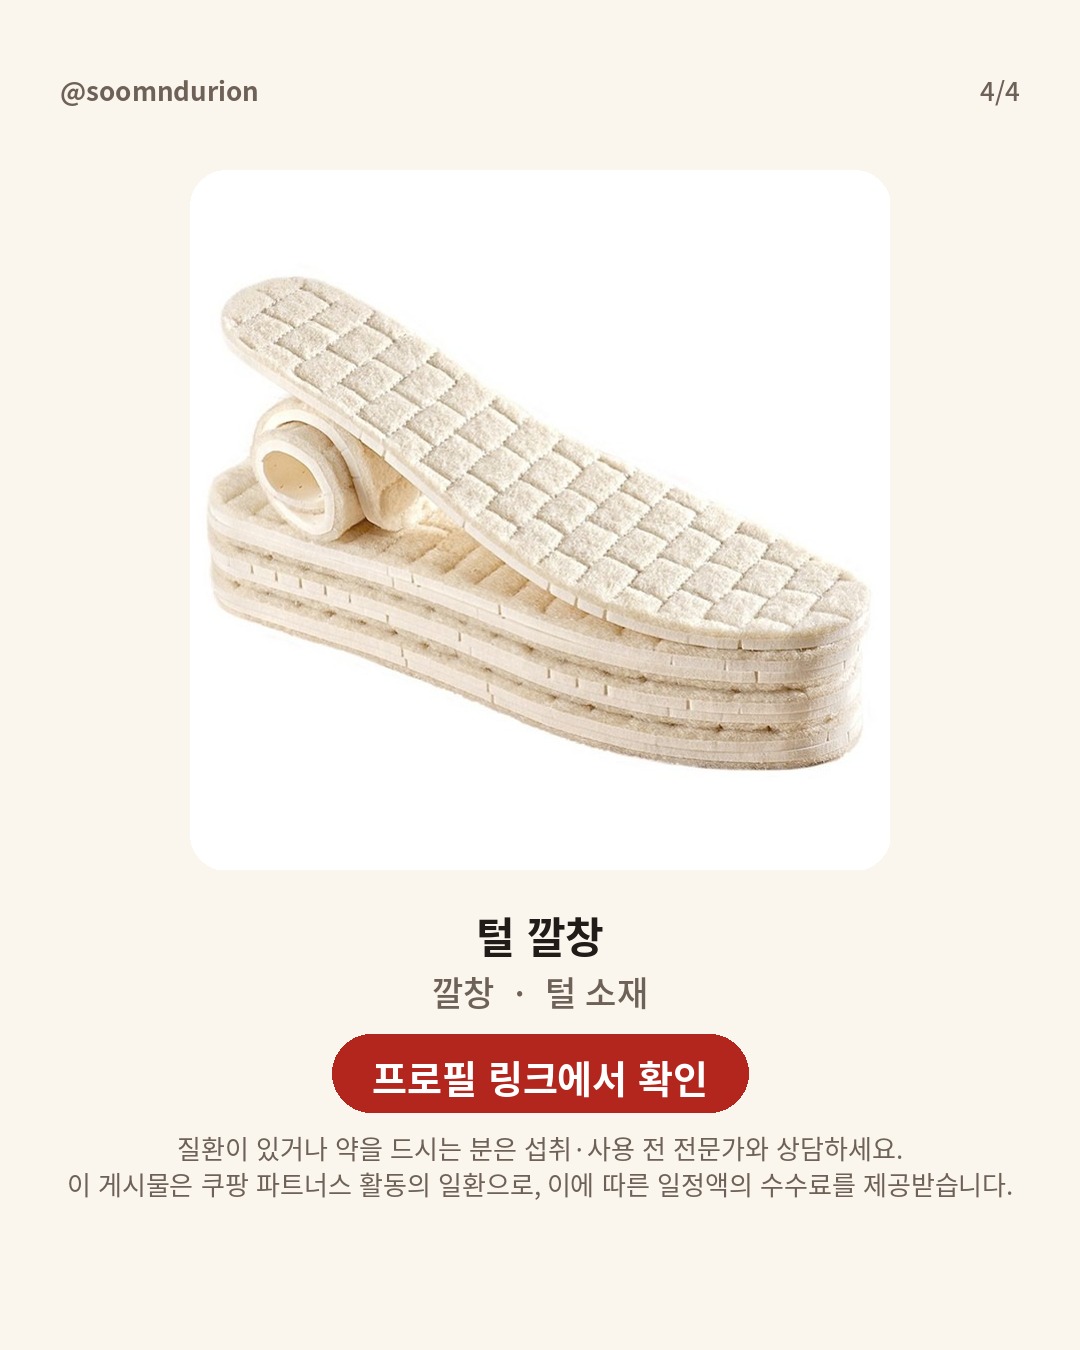 @soomndurion
4/4
털 깔창
깔창 · 털 소재
프로필 링크에서 확인
질환이 있거나 약을 드시는 분은 섭취·사용 전 전문가와 상담하세요.
이 게시물은 쿠팡 파트너스 활동의 일환으로, 이에 따른 일정액의 수수료를 제공받습니다.